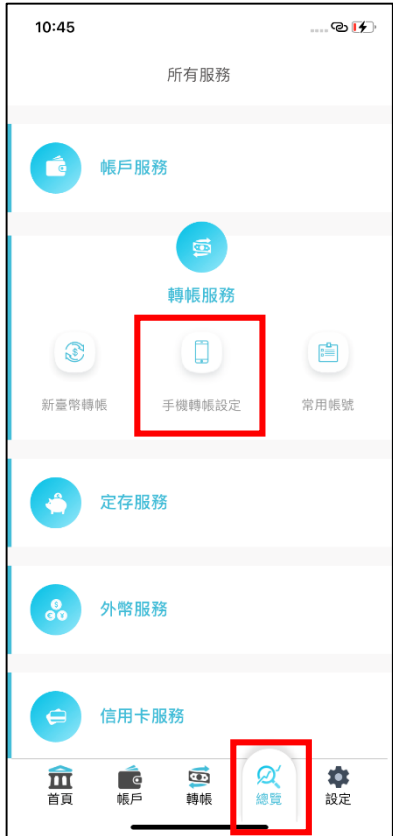 10:45
所有服務
帳戶服務
轉帳服務
新臺幣轉帳 手機轉帳設定 常用帳號
定存服務
外幣服務
信用卡服務
首頁 帳戶 轉帳 總覽 設定